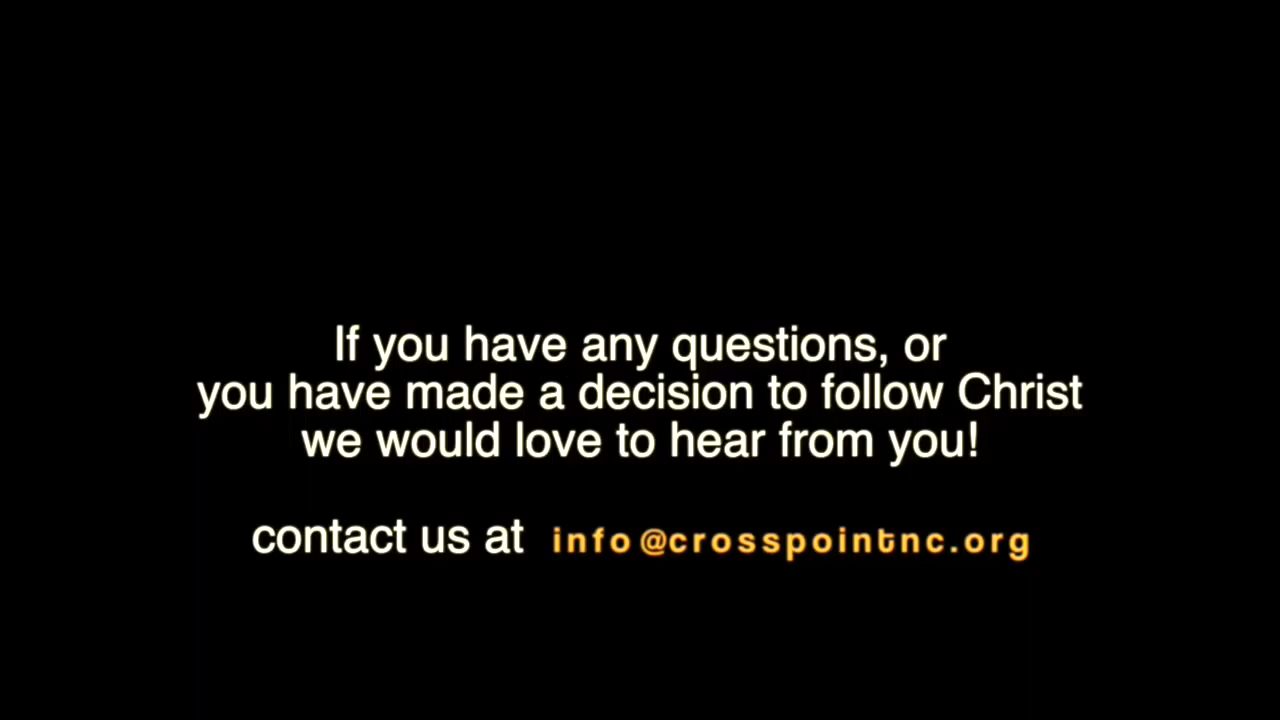 If you have any questions, or
you have made a decision to follow Christ
we would love to hear from you!
contact us at info@crosspointnc.org